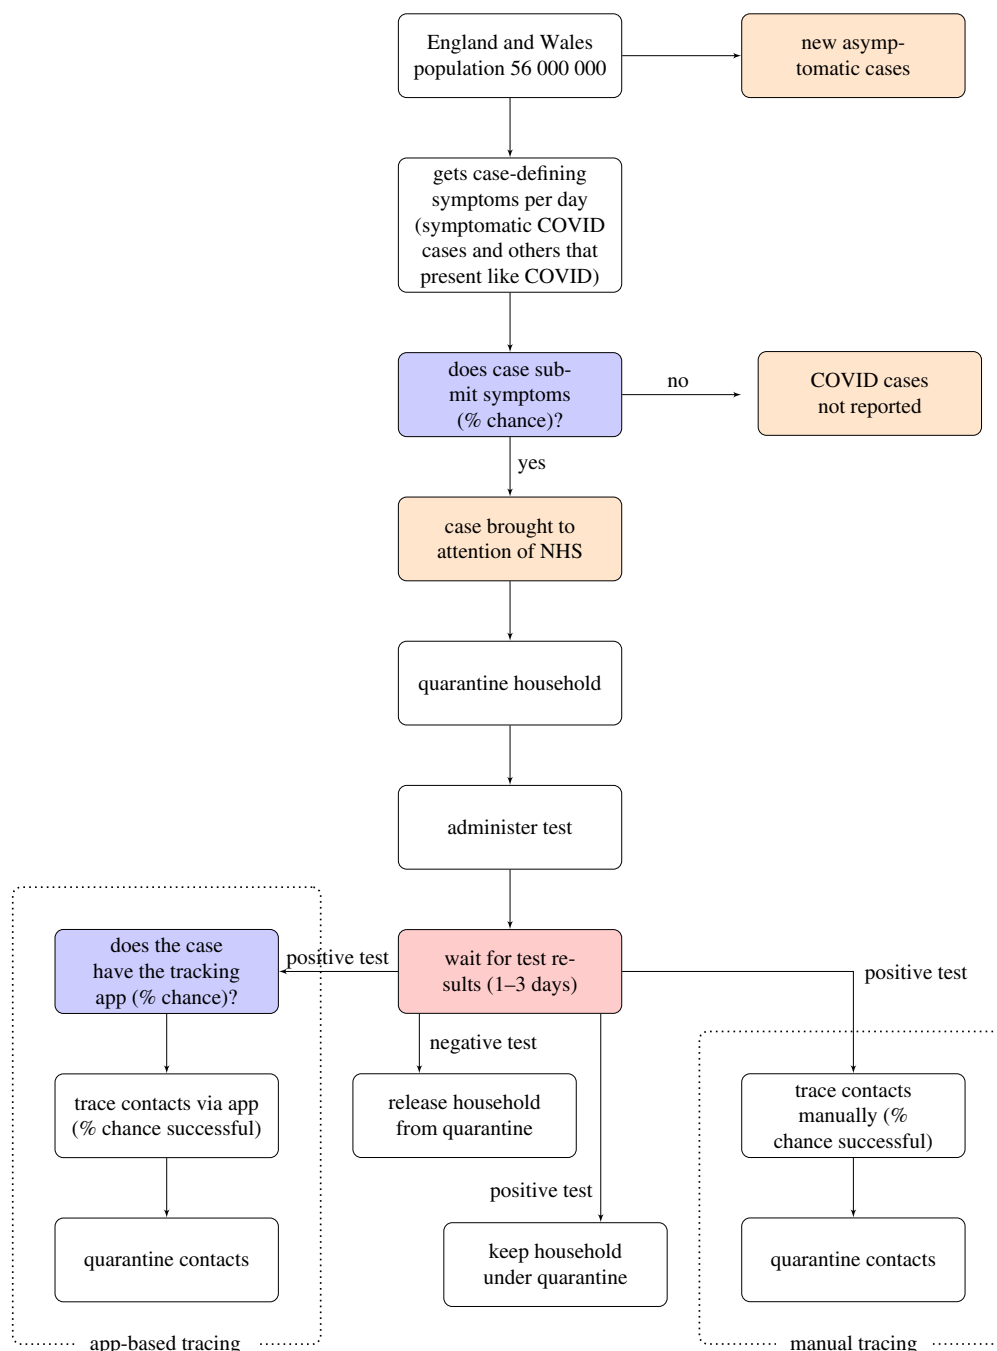 England and Wales
population 56 000 000
new asymp-
tomatic cases
gets case-defining
symptoms per day
(symptomatic COVID
cases and others that
present like COVID)
does case sub-
mit symptoms
(% chance)?
no
COVID cases
not reported
yes
case brought to
attention of NHS
quarantine household
administer test
does the case
have the tracking
app (% chance)?
positive test
wait for test re-
sults (1–3 days)
positive test
negative test
trace contacts via app
(% chance successful)
release household
from quarantine
trace contacts
manually (%
chance successful)
positive test
quarantine contacts
keep household
under quarantine
quarantine contacts
app-based tracing
manual tracing